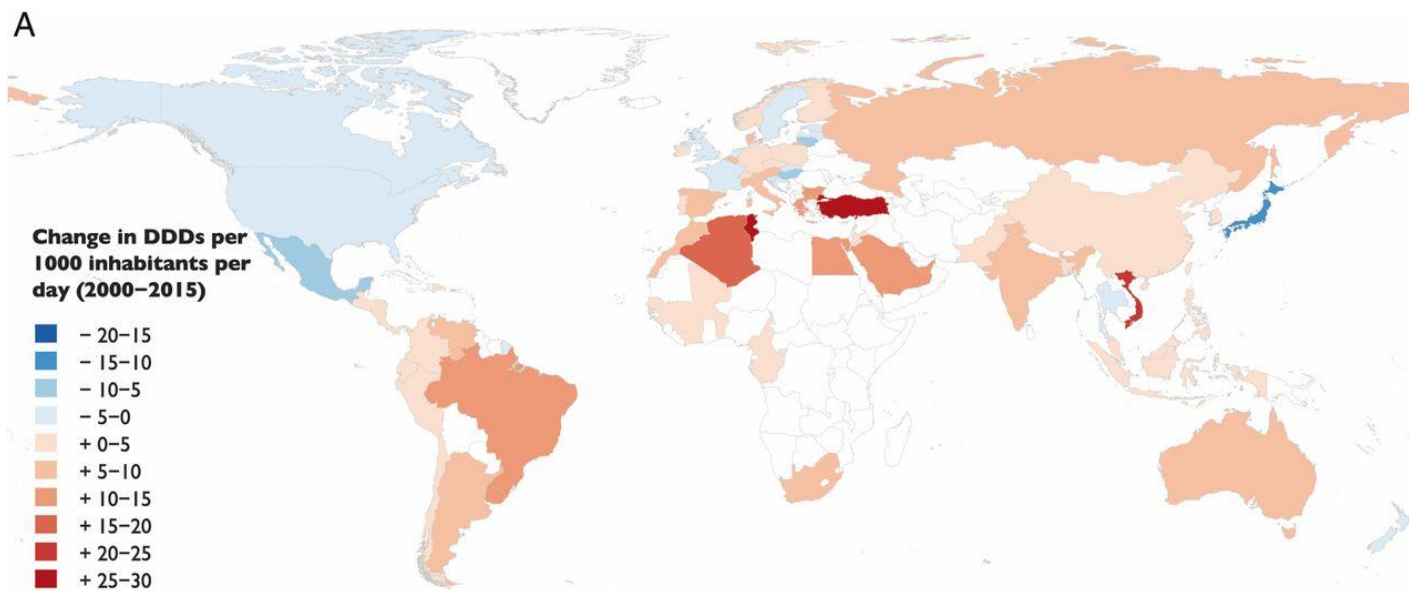 A
Change in DDDs per
1000 inhabitants per
day (2000–2015)
– 20–15
– 15–10
– 10–5
– 5–0
+ 0–5
+ 5–10
+ 10–15
+ 15–20
+ 20–25
+ 25–30